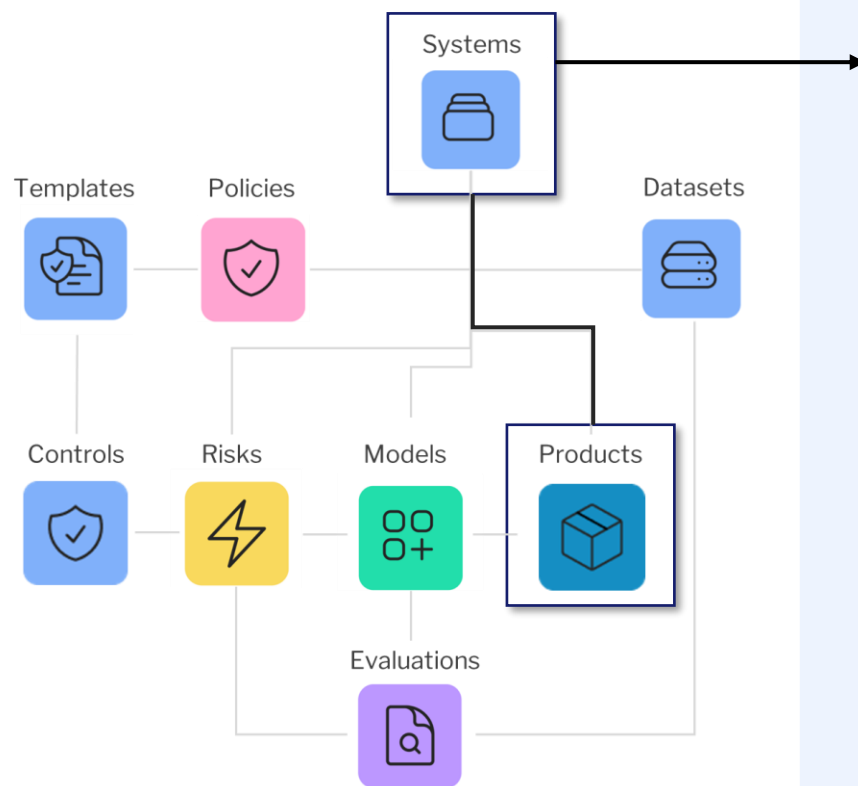 Systems
Templates
Policies
Datasets
Controls
Risks
Models
Products
Evaluations